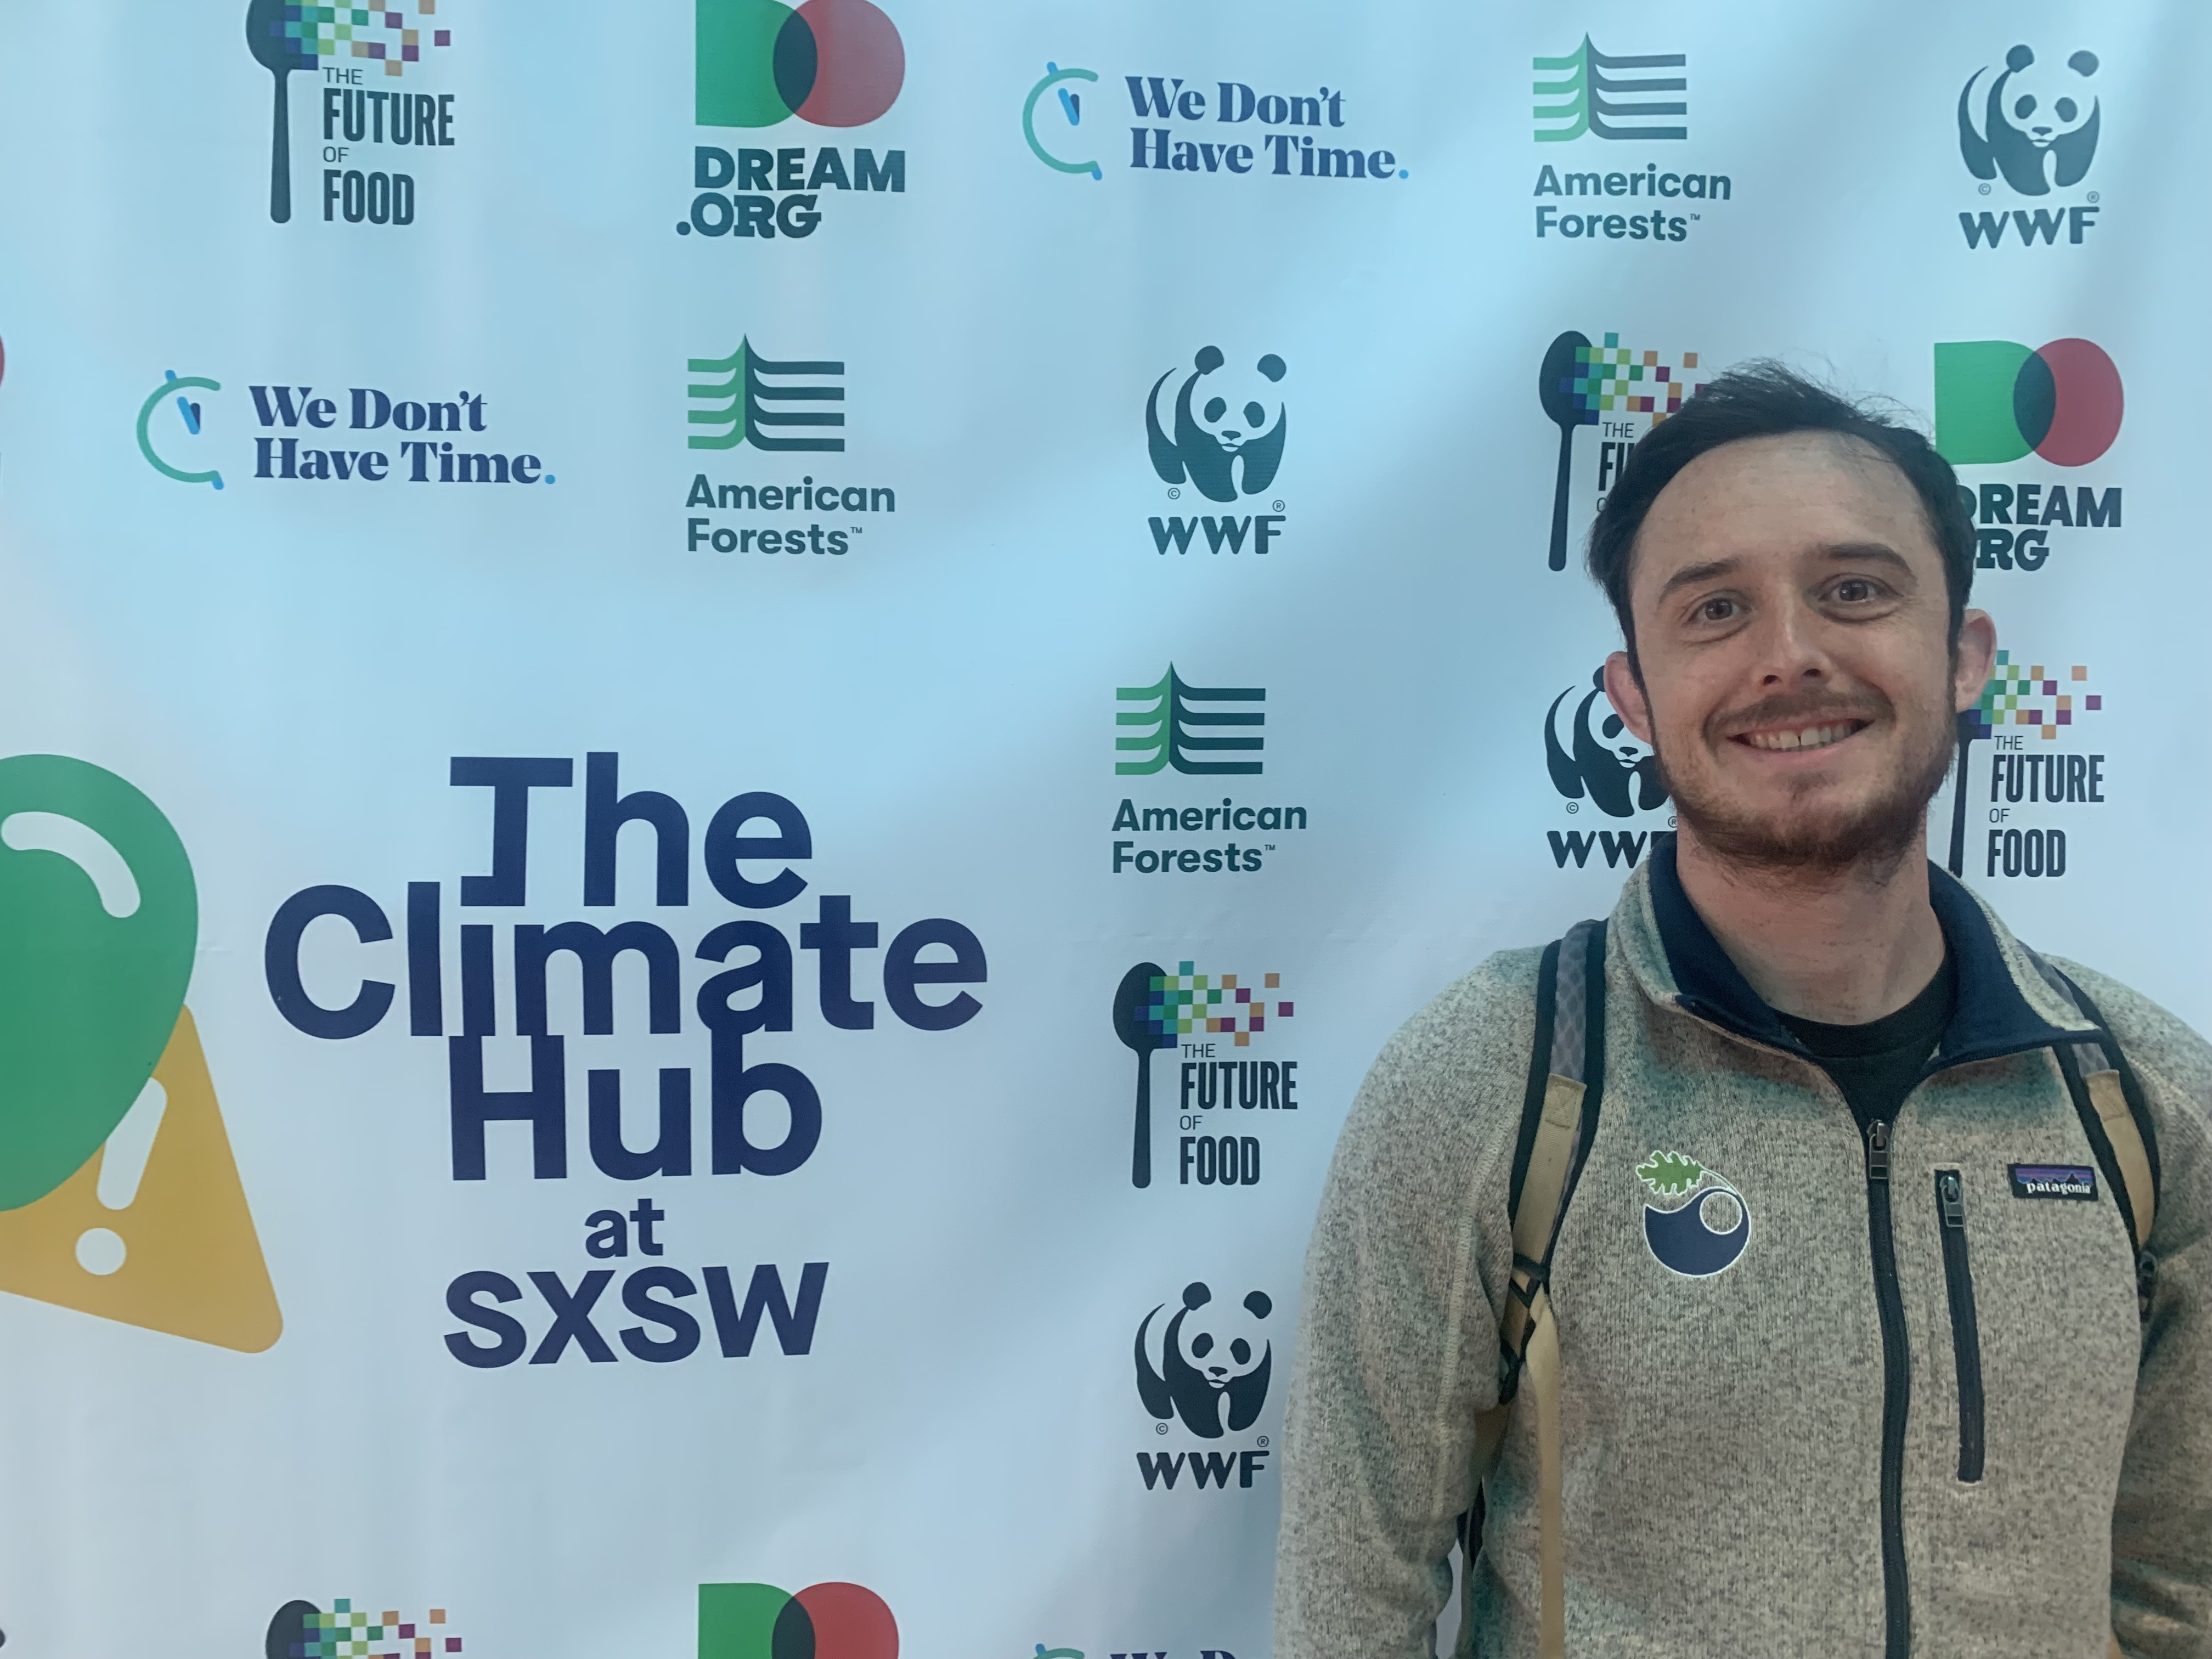 THE
FUTURE
OF
FOOD
DREAM
.ORG
We Don't
Have Time.
American
Forests™
© ®
WWF
We Don't
Have Time.
American
Forests™
© ®
WWF
THE
DREAM
American
Forests™
©
®
WWF
THE
FUTURE
OF
FOOD
The
Climate
Hub
at
SXSW
THE
FUTURE
OF
FOOD
© ®
WWF
patagonia
We